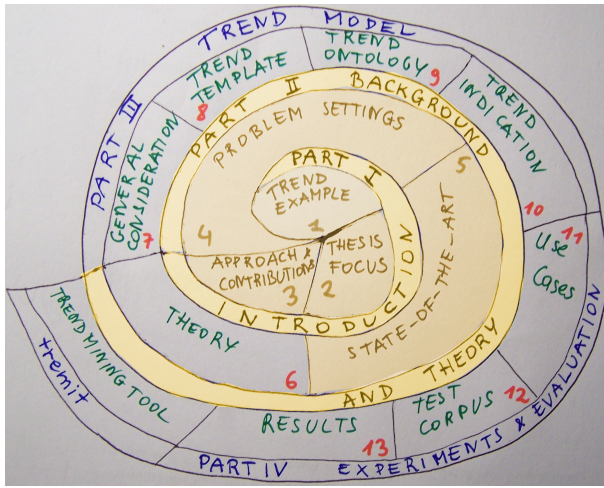 PART I
INTRODUCTION
TREND
EXAMPLE
1
THESIS
FOCUS
2
APPROACH &
CONTRIBUTIONS
3
PART II
BACKGROUND
AND THEORY
PROBLEM SETTINGS
4
STATE-OF-THE-ART
5
THEORY
6
PART III
TREND MODEL
GENERAL
CONSIDERATION
7
TREND
TEMPLATE
8
TREND
ONTOLOGY
9
TREND
INDICATION
10
PART IV
EXPERIMENTS & EVALUATION
USE
CASES
11
TEST
CORPUS
12
RESULTS
13
TREND MINING TOOL
tremit